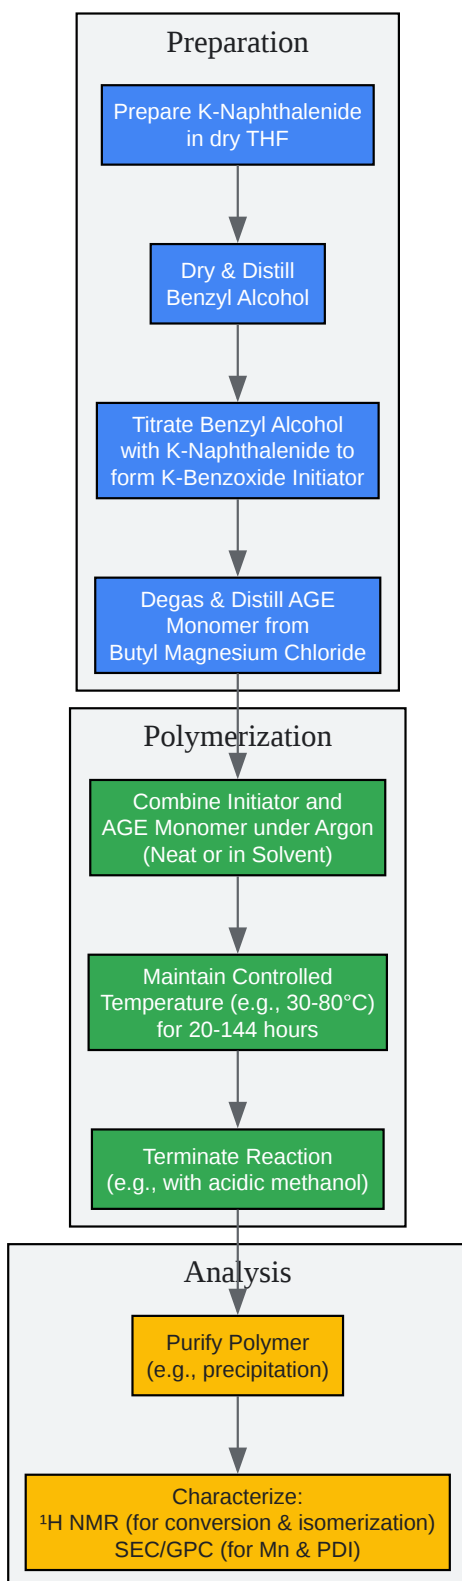 Preparation
Prepare K-Naphthalenide
in dry THF
Dry & Distill
Benzyl Alcohol
Titrate Benzyl Alcohol
with K-Naphthalenide to
form K-Benzoxide Initiator
Degas & Distill AGE
Monomer from
Butyl Magnesium Chloride
Polymerization
Combine Initiator and
AGE Monomer under Argon
(Neat or in Solvent)
Maintain Controlled
Temperature (e.g., 30-80°C)
for 20-144 hours
Terminate Reaction
(e.g., with acidic methanol)
Analysis
Purify Polymer
(e.g., precipitation)
Characterize:
¹H NMR (for conversion & isomerization)
SEC/GPC (for Mn & PDI)